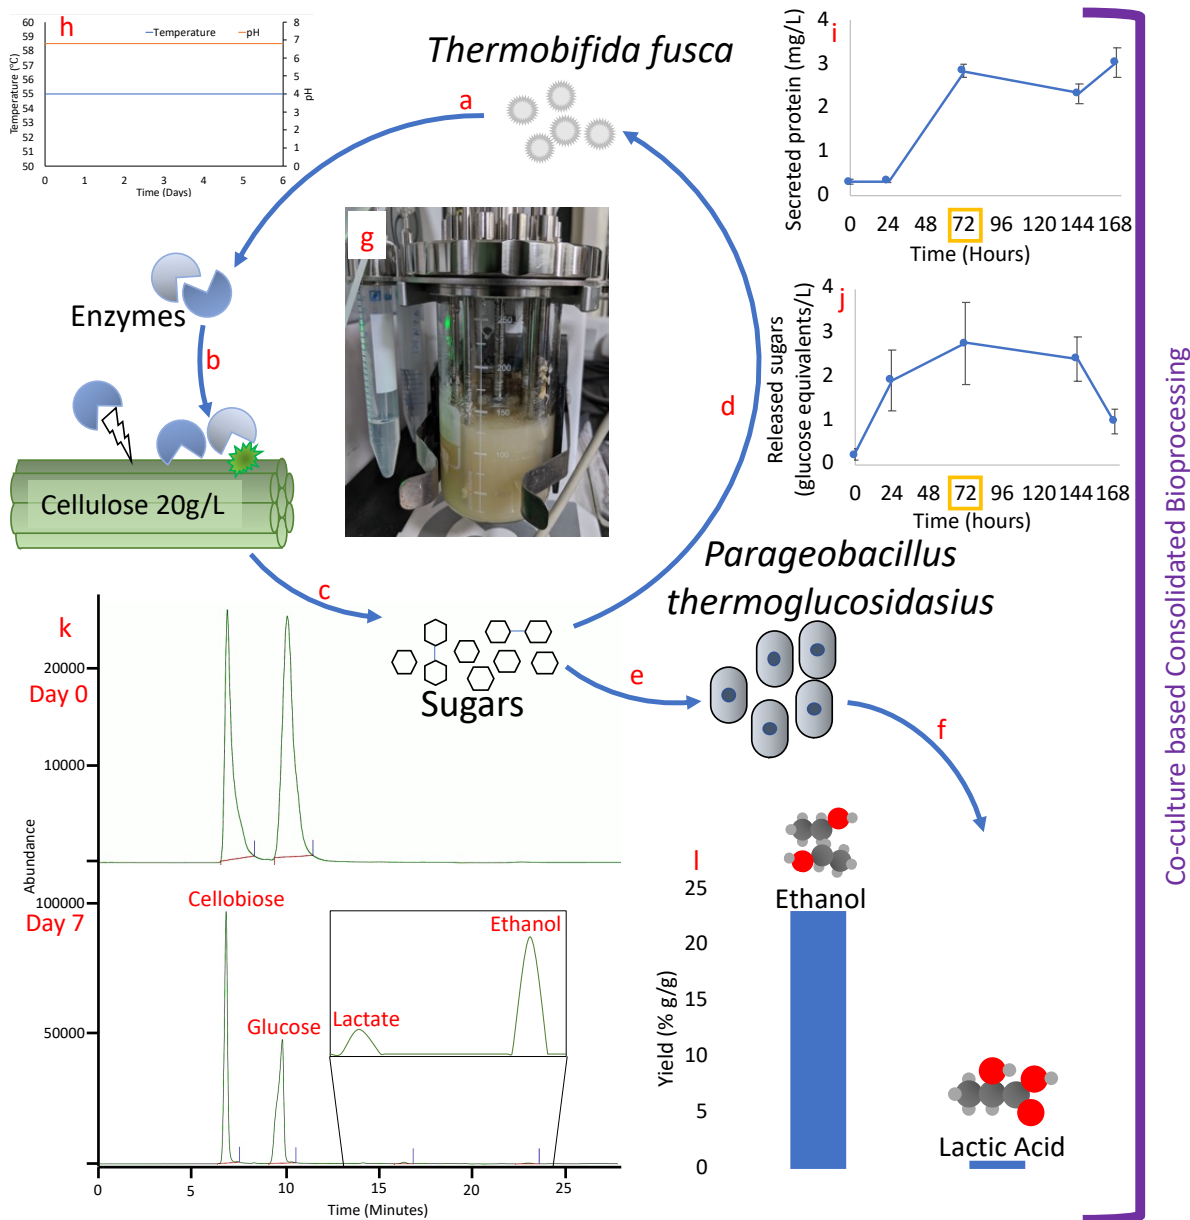 h
60
59
58
57
56
55
54
53
52
51
50
Temperature (°C)
Temperature
pH
8
7
6
5
4
3
2
1
0
pH
0 1 2 3 4 5 6
Time (Days)
Thermobifida fusca
a
i
4
3
2
1
0
Secreted protein (mg/L)
0 24 48 72 96 120 144 168
Time (Hours)
g
250
200
150
100
Enzymes
b
d
j
4
3
2
1
0
Released sugars
(glucose equivalents/L)
0 24 48 72 96 120 144 168
Time (hours)
Cellulose 20g/L
c
Parageobacillus
thermoglucosidasius
Sugars
e
f
k
20000
Day 0
10000
Abundance
100000
Day 7
50000
Cellobiose
Glucose
Lactate
Ethanol
0 5 10 15 20 25
Time (Minutes)
l
25
20
15
10
5
0
Yield (% g/g)
Ethanol
Lactic Acid
Co-culture based Consolidated Bioprocessing